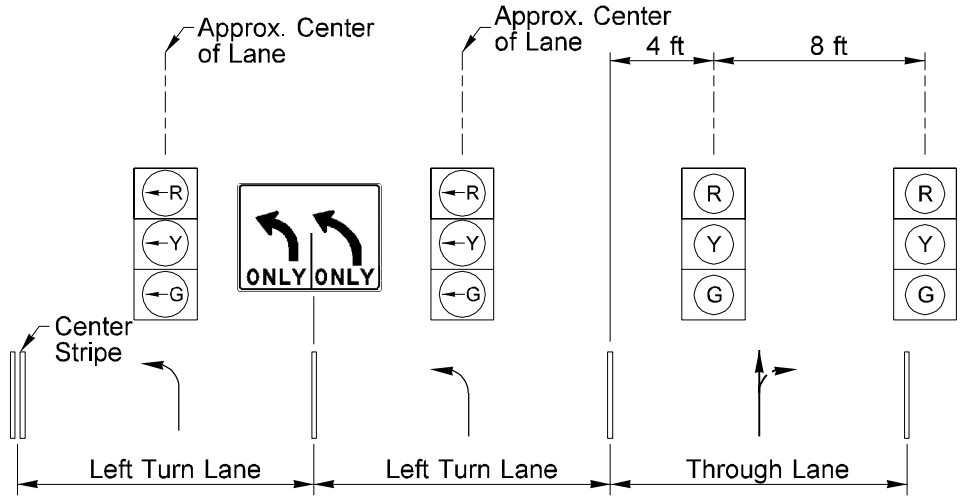 Approx. Center
of Lane
Approx. Center
of Lane
4 ft
8 ft
R
R
R
R
Y
Y
Y
Y
ONLY ONLY
G
G
G
G
Center
Stripe
Left Turn Lane
Left Turn Lane
Through Lane